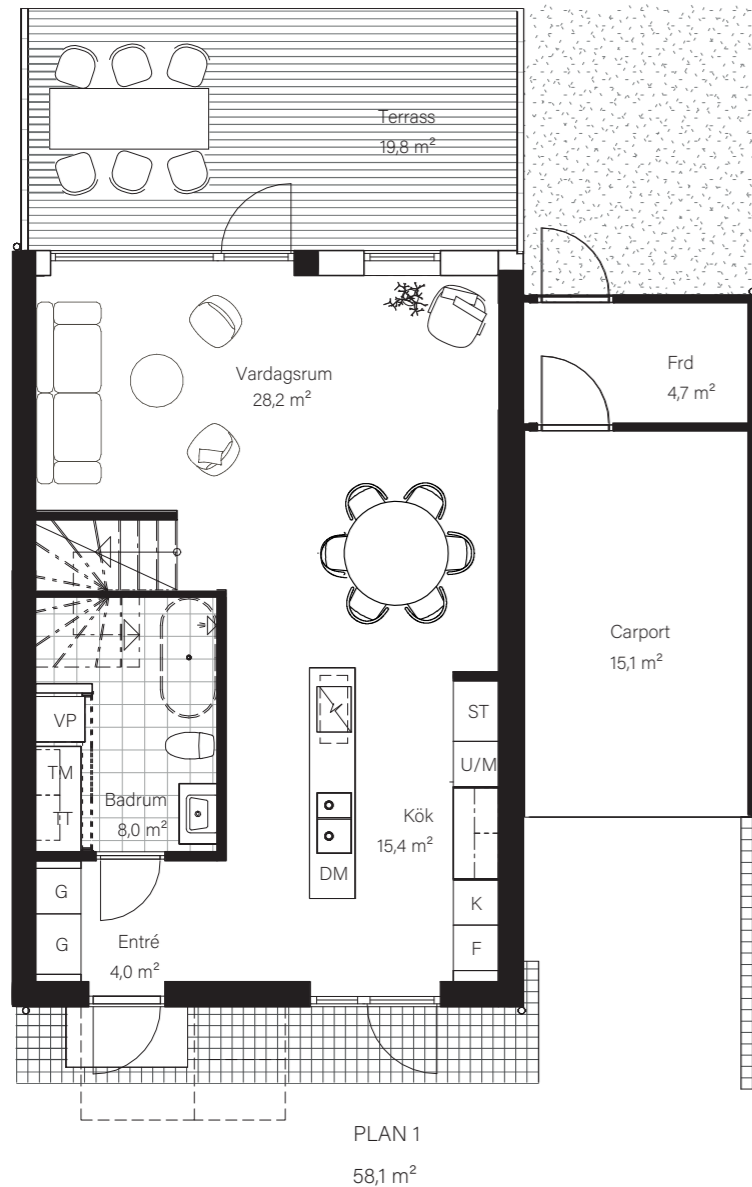 Terrass
19,8 m²
Vardagsrum
28,2 m²
Frd
4,7 m²
Carport
15,1 m²
ST
VP
U/M
TM
TT
Badrum
8,0 m²
Kök
15,4 m²
DM
G
K
G
Entré
4,0 m²
F
PLAN 1
58,1 m²